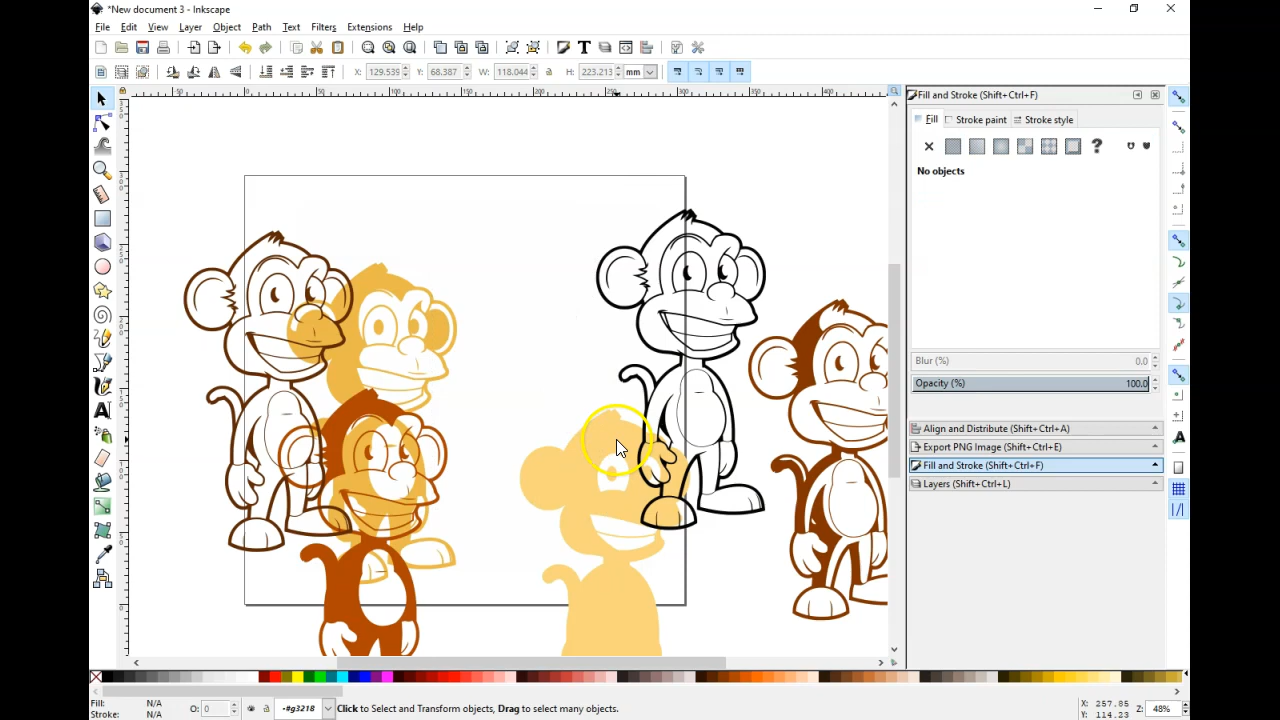 *New document 3 - Inkscape
File Edit View Layer Object Path Text Filters Extensions Help
X: 129.539 Y: 68.387 W: 118.044 H: 223.213 mm
Fill and Stroke (Shift+Ctrl+F)
Fill Stroke paint Stroke style
No objects
Blur (%) 0.0
Opacity (%) 100.0
Align and Distribute (Shift+Ctrl+A)
Export PNG Image (Shift+Ctrl+E)
Fill and Stroke (Shift+Ctrl+F)
Layers (Shift+Ctrl+L)
Fill: N/A
Stroke: N/A
O: 0
-#g3218
Click to Select and Transform objects, Drag to select many objects.
X: 257.85
Y: 114.23
Z: 48%